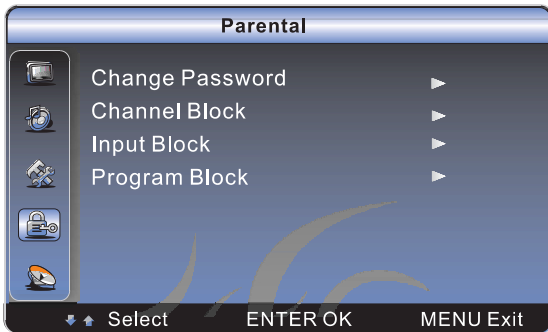 Parental
Change Password
Channel Block
Input Block
Program Block
Select ENTER OK MENU Exit